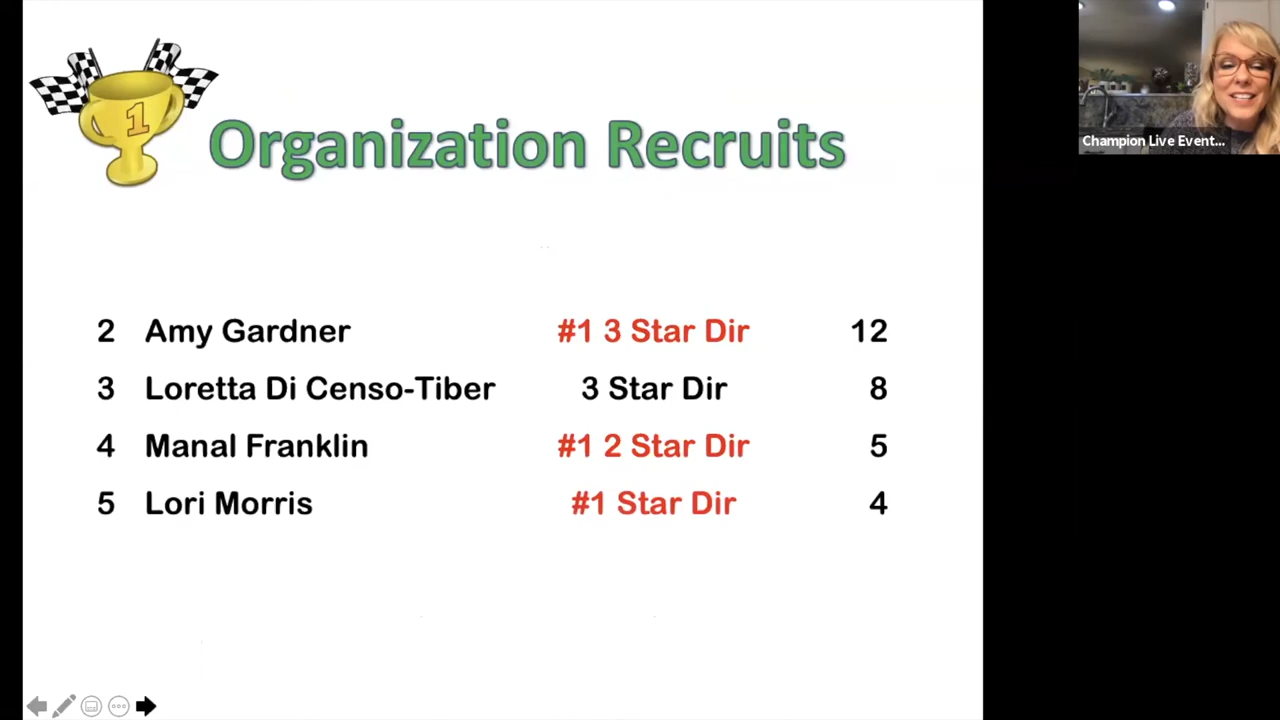 1
Organization Recruits
Champion Live Event...
2 Amy Gardner #1 3 Star Dir 12
3 Loretta Di Censo-Tiber 3 Star Dir 8
4 Manal Franklin #1 2 Star Dir 5
5 Lori Morris #1 Star Dir 4